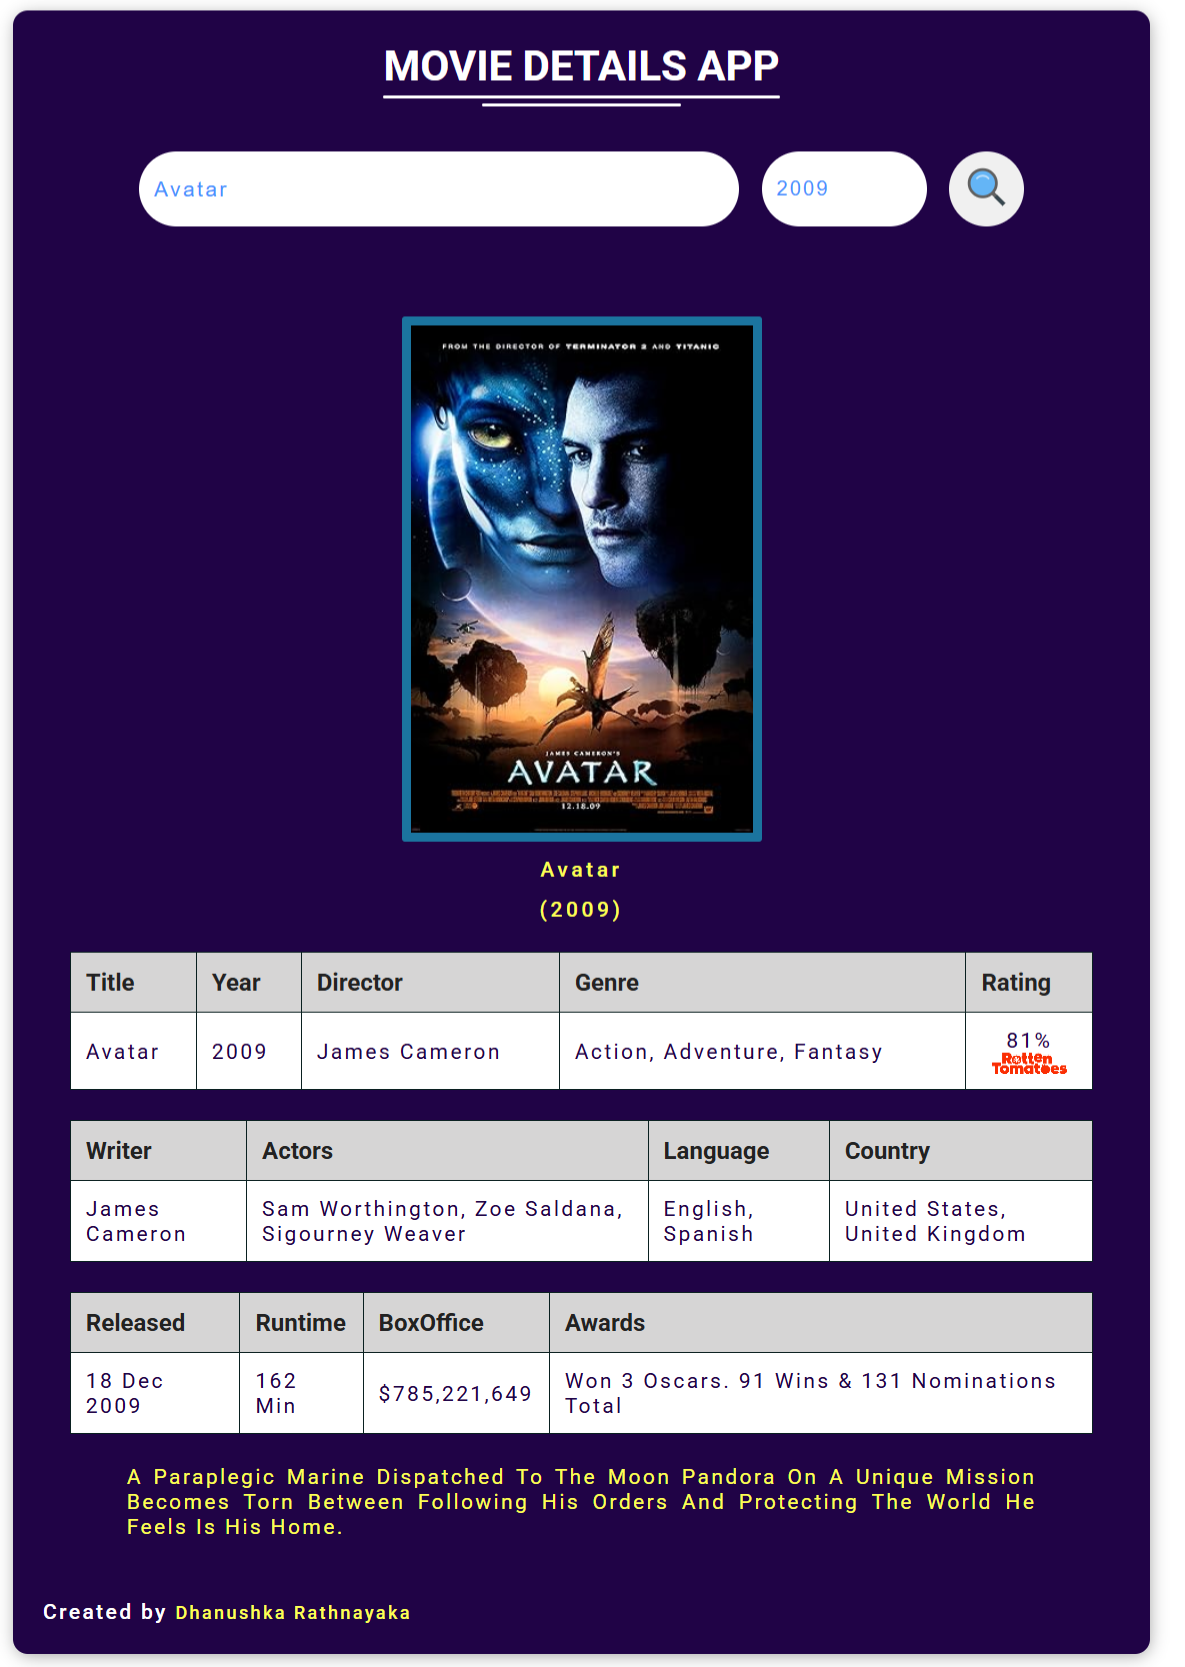 MOVIE DETAILS APP
Avatar
2009
FROM THE DIRECTOR OF TERMINATOR 2 AND TITANIC
JAMES CAMERON'S
AVATAR
12.18.09
Avatar
(2009)
Title Year Director Genre Rating
Avatar 2009 James Cameron Action, Adventure, Fantasy 81%
Rotten
Tomatoes
Writer Actors Language Country
James Cameron Sam Worthington, Zoe Saldana, Sigourney Weaver English, Spanish United States, United Kingdom
Released Runtime BoxOffice Awards
18 Dec 2009 162 Min $785,221,649 Won 3 Oscars. 91 Wins & 131 Nominations Total
A Paraplegic Marine Dispatched To The Moon Pandora On A Unique Mission
Becomes Torn Between Following His Orders And Protecting The World He
Feels Is His Home.
Created by Dhanushka Rathnayaka